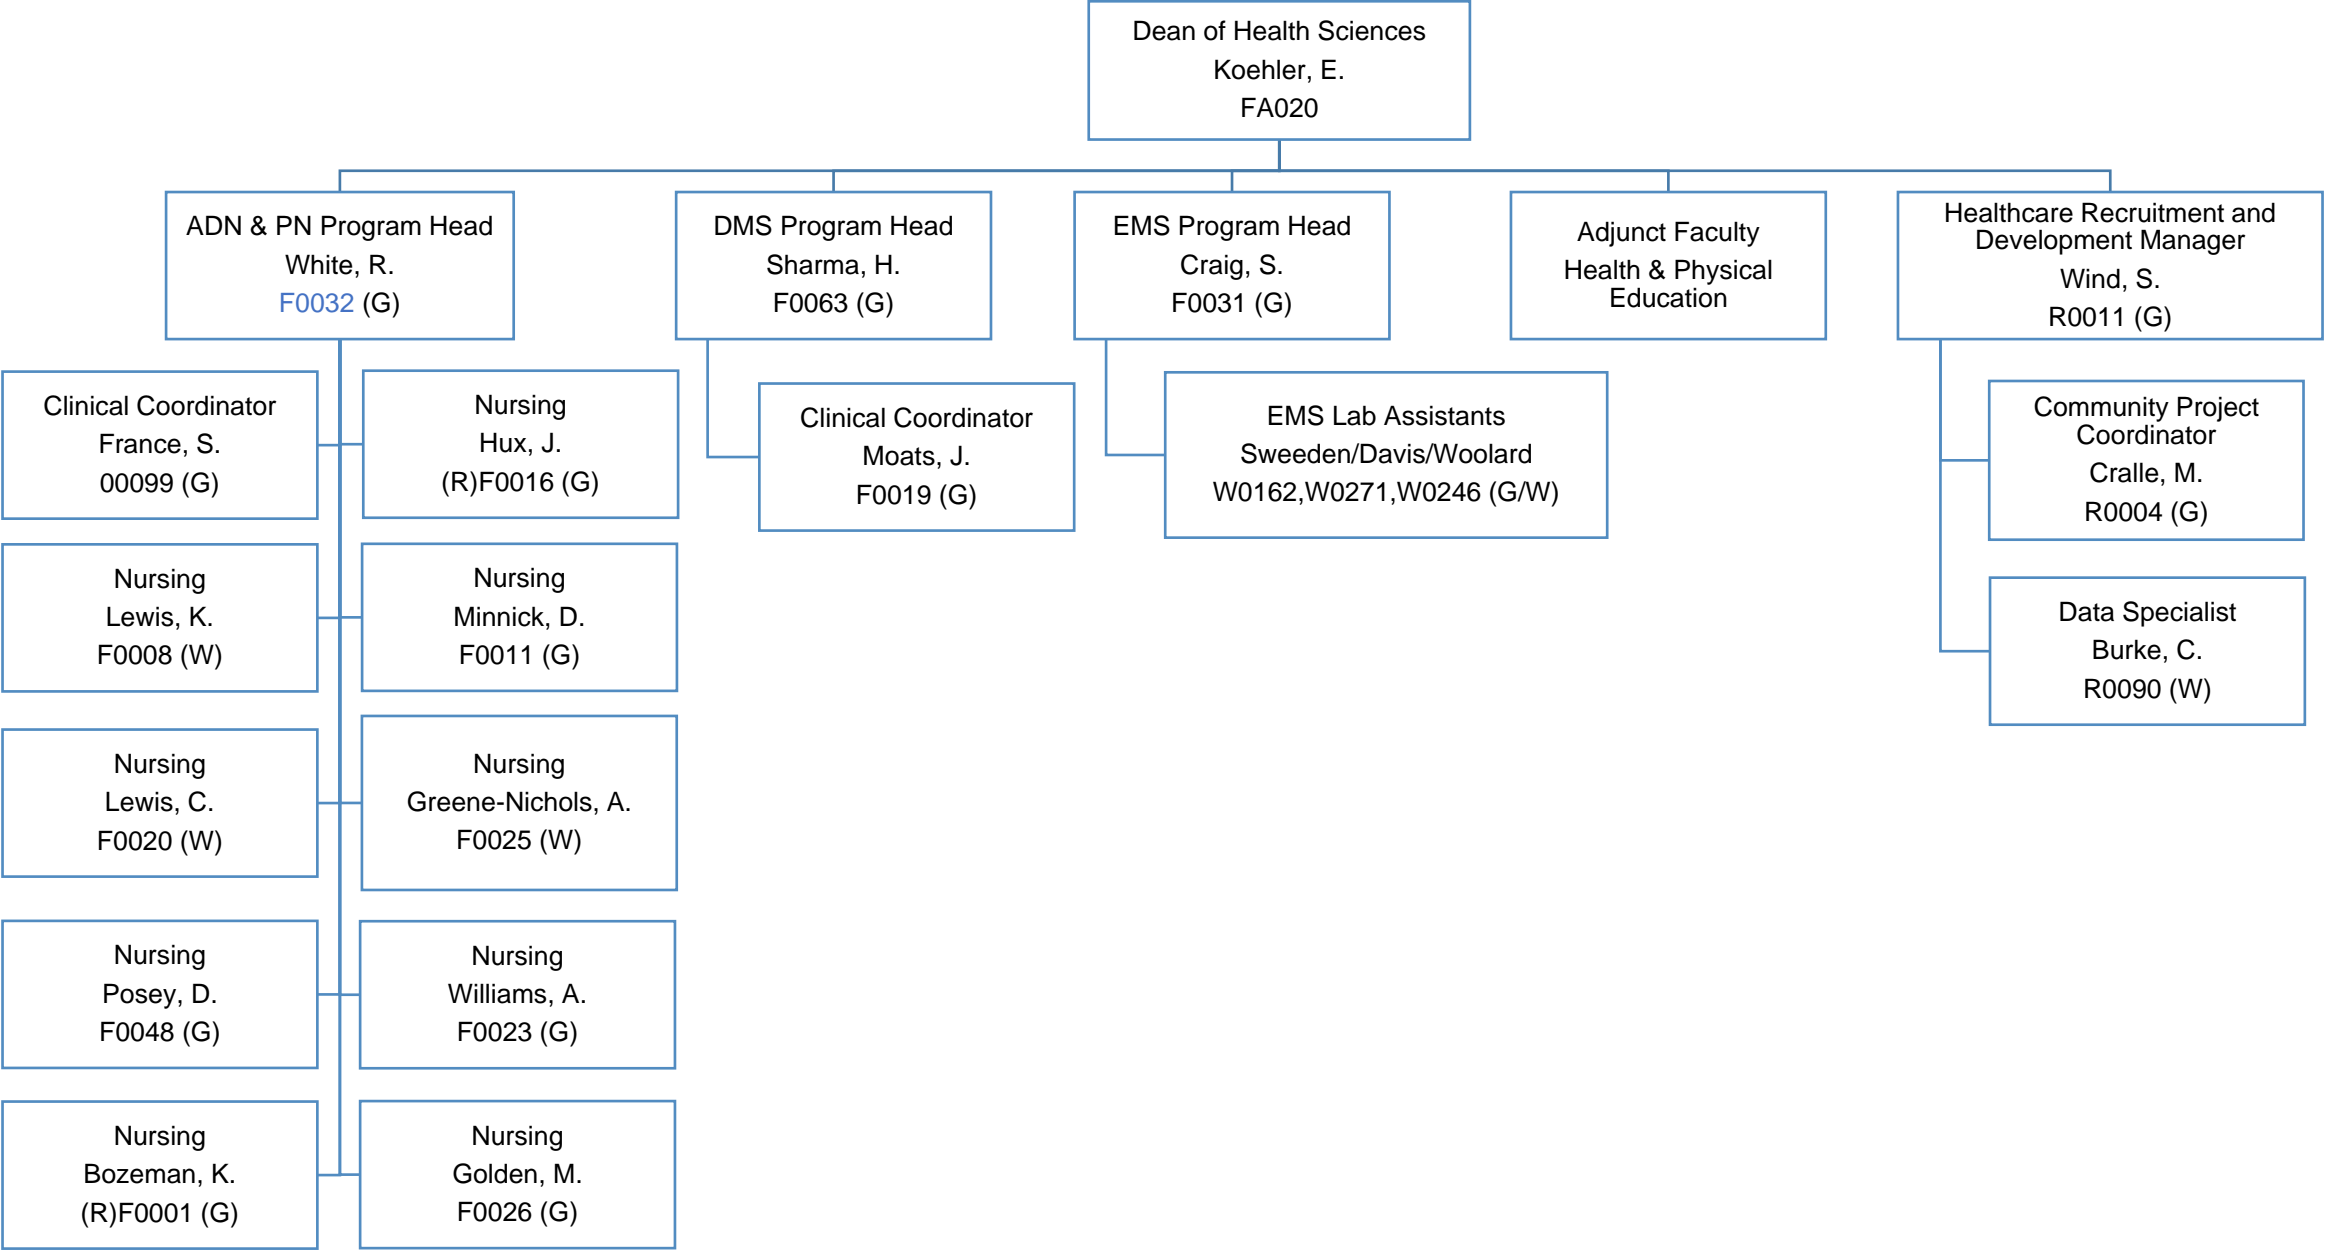 Dean of Health Sciences
Koehler, E.
FA020
ADN & PN Program Head
White, R.
F0032 (G)
DMS Program Head
Sharma, H.
F0063 (G)
EMS Program Head
Craig, S.
F0031 (G)
Adjunct Faculty
Health & Physical
Education
Healthcare Recruitment and
Development Manager
Wind, S.
R0011 (G)
Clinical Coordinator
France, S.
00099 (G)
Nursing
Hux, J.
(R)F0016 (G)
Clinical Coordinator
Moats, J.
F0019 (G)
EMS Lab Assistants
Sweeden/Davis/Woolard
W0162,W0271,W0246 (G/W)
Community Project
Coordinator
Cralle, M.
R0004 (G)
Nursing
Lewis, K.
F0008 (W)
Nursing
Minnick, D.
F0011 (G)
Data Specialist
Burke, C.
R0090 (W)
Nursing
Lewis, C.
F0020 (W)
Nursing
Greene-Nichols, A.
F0025 (W)
Nursing
Posey, D.
F0048 (G)
Nursing
Williams, A.
F0023 (G)
Nursing
Bozeman, K.
(R)F0001 (G)
Nursing
Golden, M.
F0026 (G)